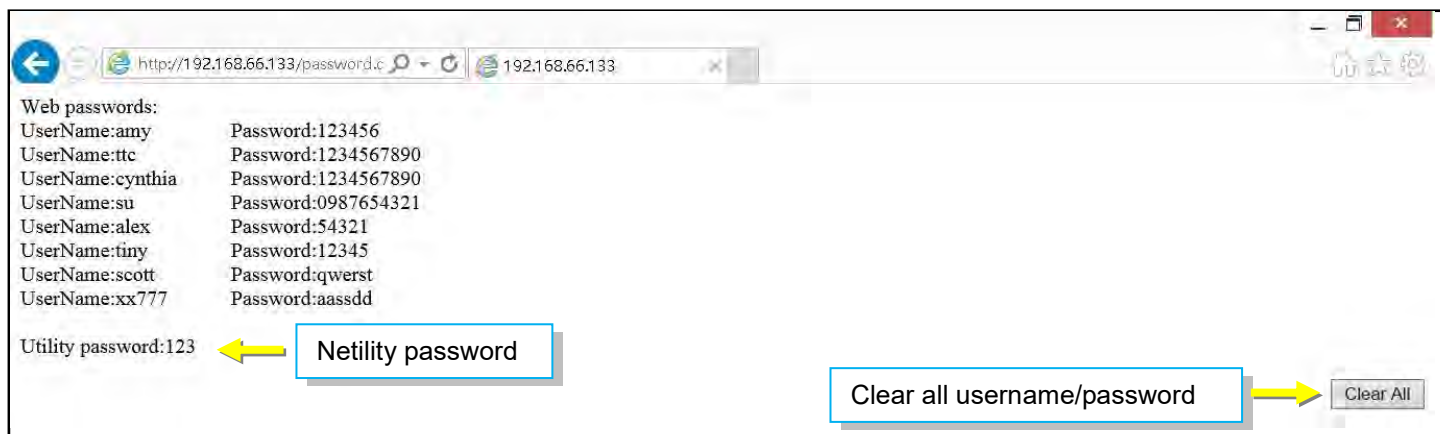 http://192.168.66.133/password.c
192.168.66.133
Web passwords:
UserName:amy Password:123456
UserName:ttc Password:1234567890
UserName:cynthia Password:1234567890
UserName:su Password:0987654321
UserName:alex Password:54321
UserName:tiny Password:12345
UserName:scott Password:qwerst
UserName:xx777 Password:aassdd
Utility password:123
Netility password
Clear all username/password
Clear All